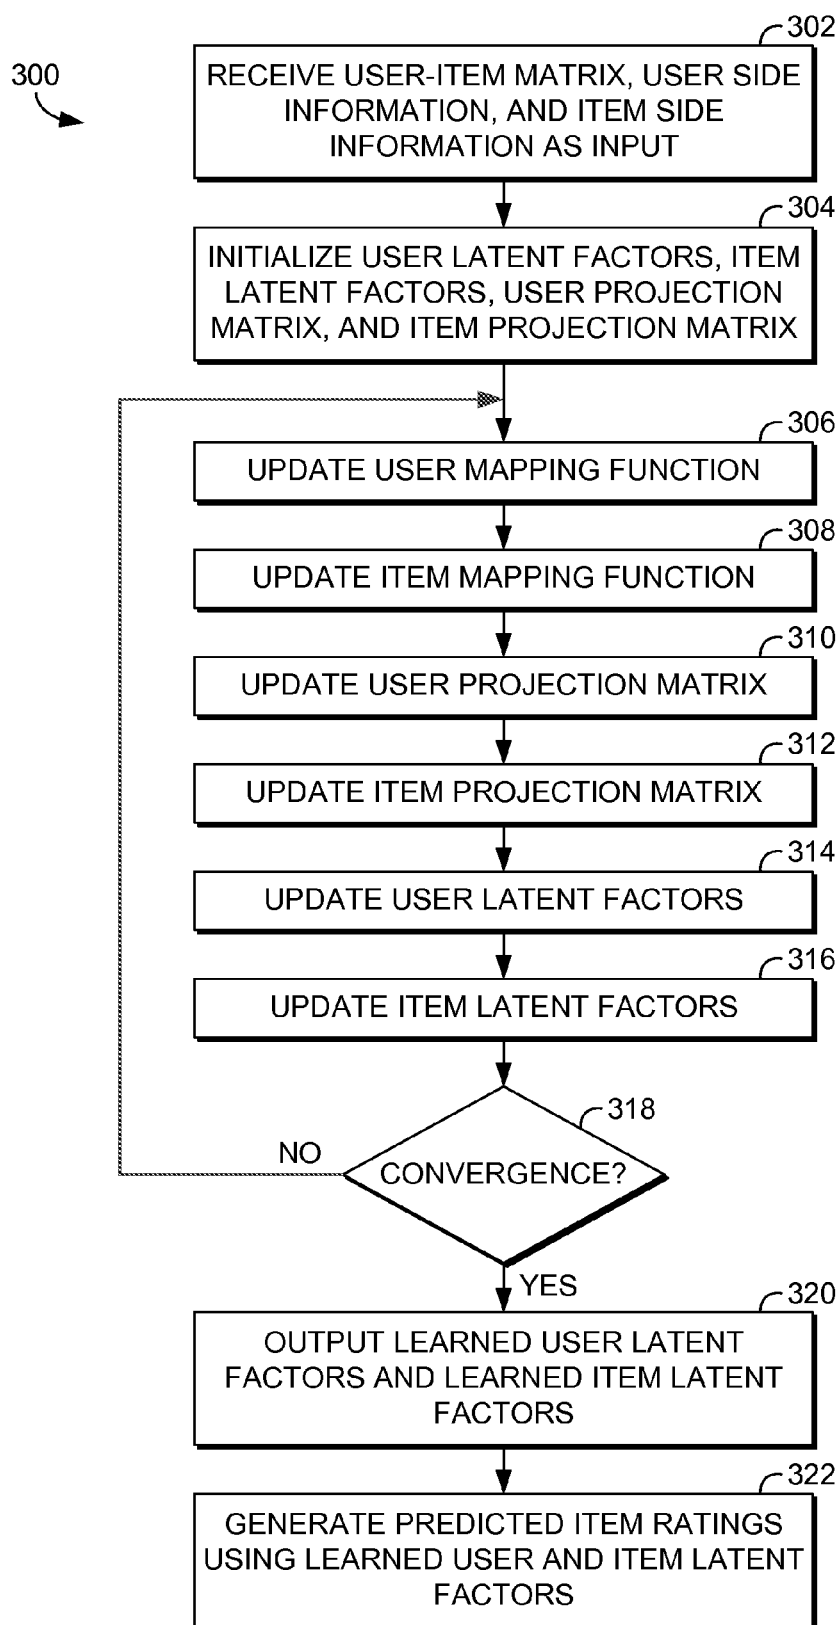 300
302
RECEIVE USER-ITEM MATRIX, USER SIDE
INFORMATION, AND ITEM SIDE
INFORMATION AS INPUT
304
INITIALIZE USER LATENT FACTORS, ITEM
LATENT FACTORS, USER PROJECTION
MATRIX, AND ITEM PROJECTION MATRIX
306
UPDATE USER MAPPING FUNCTION
308
UPDATE ITEM MAPPING FUNCTION
310
UPDATE USER PROJECTION MATRIX
312
UPDATE ITEM PROJECTION MATRIX
314
UPDATE USER LATENT FACTORS
316
UPDATE ITEM LATENT FACTORS
318
NO
CONVERGENCE?
YES
320
OUTPUT LEARNED USER LATENT
FACTORS AND LEARNED ITEM LATENT
FACTORS
322
GENERATE PREDICTED ITEM RATINGS
USING LEARNED USER AND ITEM LATENT
FACTORS